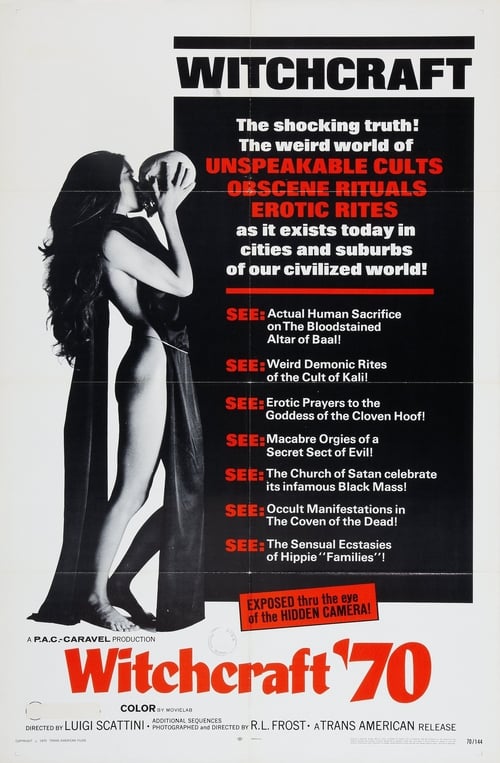 WITCHCRAFT
The shocking truth!
The weird world of
UNSPEAKABLE CULTS
OBSCENE RITUALS
EROTIC RITES
as it exists today in
cities and suburbs
of our civilized world!
SEE: Actual Human Sacrifice
on The Bloodstained
Altar of Baal!
SEE: Weird Demonic Rites
of the Cult of Kali!
SEE: Erotic Prayers to the
Goddess of the Cloven Hoof!
SEE: Macabre Orgies of a
Secret Sect of Evil!
SEE: The Church of Satan celebrate
its infamous Black Mass!
SEE: Occult Manifestations in
The Coven of the Dead!
SEE: The Sensual Ecstasies
of Hippie "Families"!
EXPOSED thru the eye
of the HIDDEN CAMERA!
A P.A.C.-CARAVEL PRODUCTION
Witchcraft '70
COLOR BY MOVIELAB
DIRECTED BY LUIGI SCATTINI · ADDITIONAL SEQUENCES PHOTOGRAPHED and DIRECTED BY R.L. FROST · A TRANS AMERICAN RELEASE
70/144